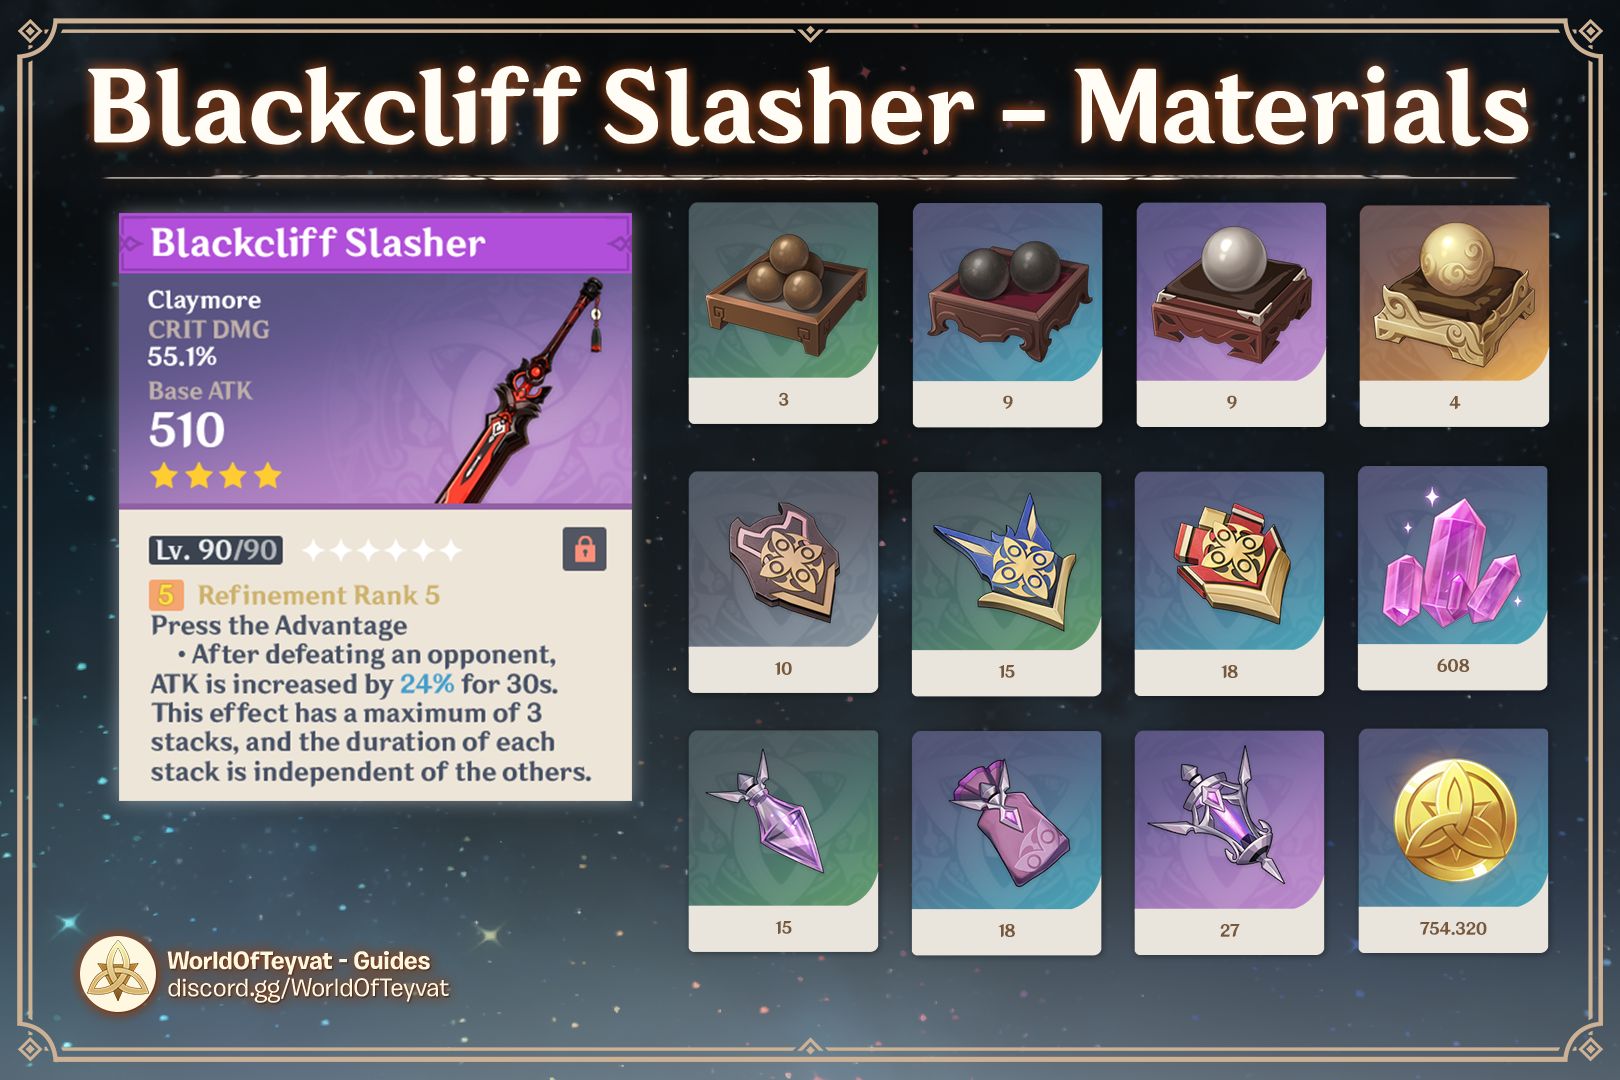 Blackcliff Slasher - Materials
Blackcliff Slasher
Claymore
CRIT DMG
55.1%
Base ATK
510
Lv. 90/90
5 Refinement Rank 5
Press the Advantage
• After defeating an opponent,
ATK is increased by 24% for 30s.
This effect has a maximum of 3
stacks, and the duration of each
stack is independent of the others.
3
9
9
4
10
15
18
608
15
18
27
754.320
WorldOfTeyvat - Guides
discord.gg/WorldOfTeyvat